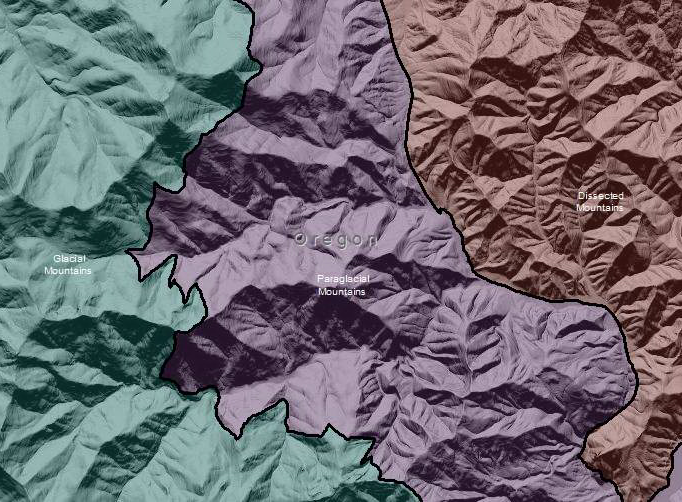 Dissected
Mountains
Oregon
Glacial
Mountains
Paraglacial
Mountains